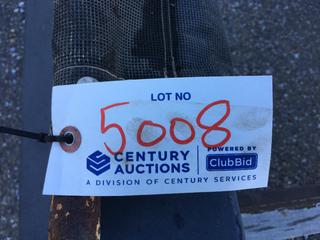 LOT NO
5008
CENTURY AUCTIONS
POWERED BY
ClubBid
A DIVISION OF CENTURY SERVICES